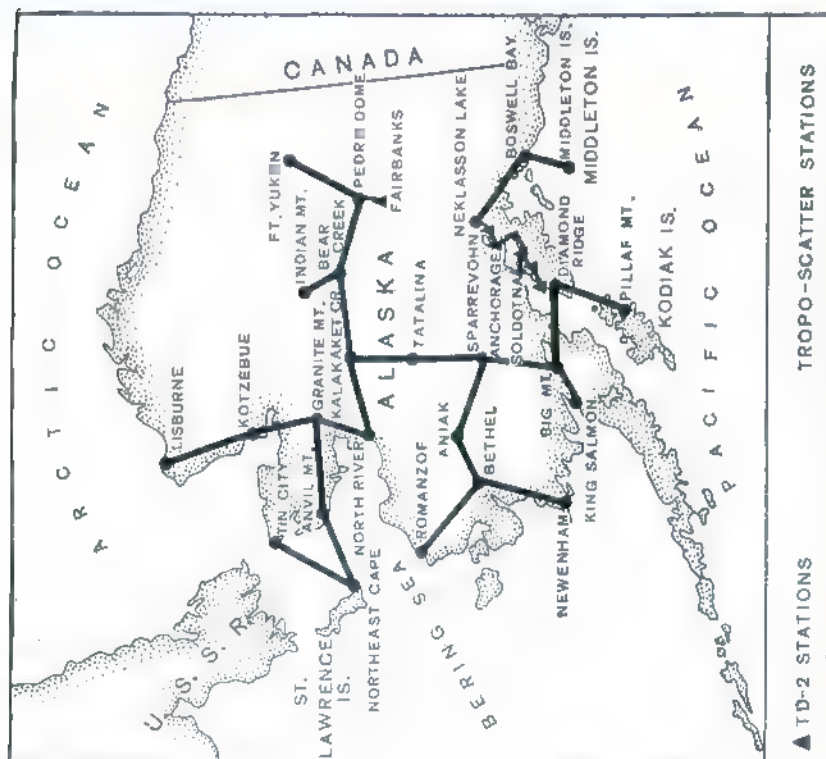 ARCTIC OCEAN
U.S.S.R.
CANADA
LISBURNE
KOTZEBUE
FT. YUKON
INDIAN MT.
BEAR
CREEK
PEDRO DOME
FAIRBANKS
TIN CITY
ANVIL MT.
GRANITE MT.
KALAKAKET CR.
NORTH RIVER
ALASKA
ST.
LAWRENCE
IS.
NORTHEAST CAPE
BERING SEA
ROMANZOF
ANIAK
BETHEL
TATALINA
SPARREVOHN
ANCHORAGE
SOLDOTNA
NEKLASSON LAKE
BOSWELL BAY
MIDDLETON IS.
MIDDLETON IS.
DIAMOND
RIDGE
BIG MT.
KING SALMON
NEWENHAM
PILLAF MT.
KODIAK IS.
PACIFIC OCEAN
▲ TD-2 STATIONS
TROPO-SCATTER STATIONS